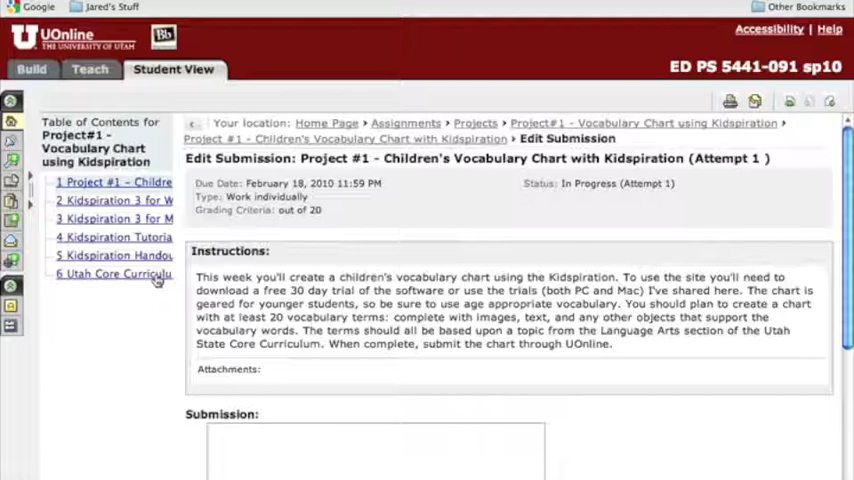 Google Jared's Stuff Other Bookmarks
U UOnline THE UNIVERSITY OF UTAH Bb
Accessibility | Help
Build Teach Student View
ED PS 5441-091 sp10
Table of Contents for
Project#1 -
Vocabulary Chart
using Kidspiration
1 Project #1 - Childre
2 Kidspiration 3 for W
3 Kidspiration 3 for M
4 Kidspiration Tutoria
5 Kidspiration Handou
6 Utah Core Curriculu
Your location: Home Page > Assignments > Projects > Project#1 - Vocabulary Chart using Kidspiration >
Project #1 - Children's Vocabulary Chart with Kidspiration > Edit Submission
Edit Submission: Project #1 - Children's Vocabulary Chart with Kidspiration (Attempt 1 )
Due Date: February 18, 2010 11:59 PM
Status: In Progress (Attempt 1)
Type: Work individually
Grading Criteria: out of 20
Instructions:
This week you'll create a children's vocabulary chart using the Kidspiration. To use the site you'll need to
download a free 30 day trial of the software or use the trials (both PC and Mac) I've shared here. The chart is
geared for younger students, so be sure to use age appropriate vocabulary. You should plan to create a chart
with at least 20 vocabulary terms: complete with images, text, and any other objects that support the
vocabulary words. The terms should all be based upon a topic from the Language Arts section of the Utah
State Core Curriculum. When complete, submit the chart through UOnline.
Attachments:
Submission: